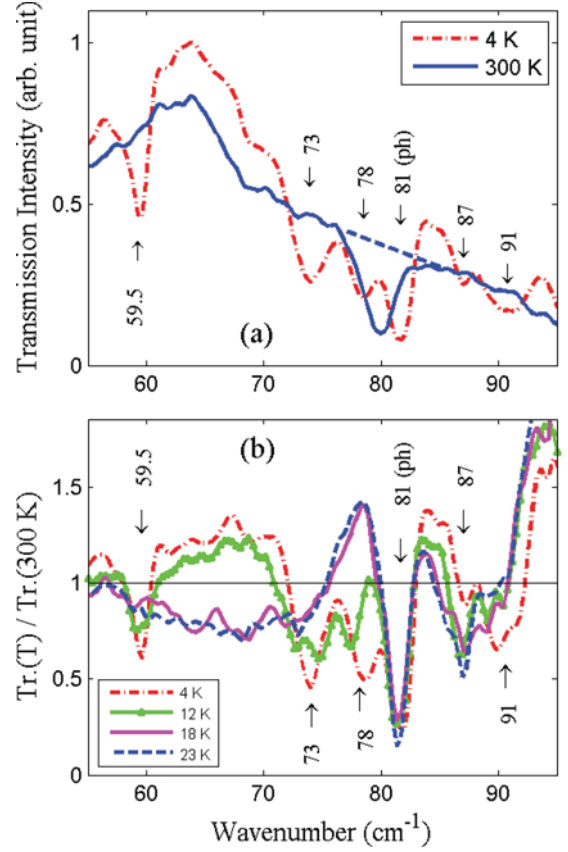 Transmission Intensity (arb. unit)
1
0.5
0
4 K
300 K
73
78
81 (ph)
87
91
59.5
(a)
60
70
80
90
Tr.(T) / Tr.(300 K)
1.5
1
0.5
0
(b)
59.5
81 (ph)
87
73
78
91
4 K
12 K
18 K
23 K
60
70
80
90
Wavenumber (cm⁻¹)